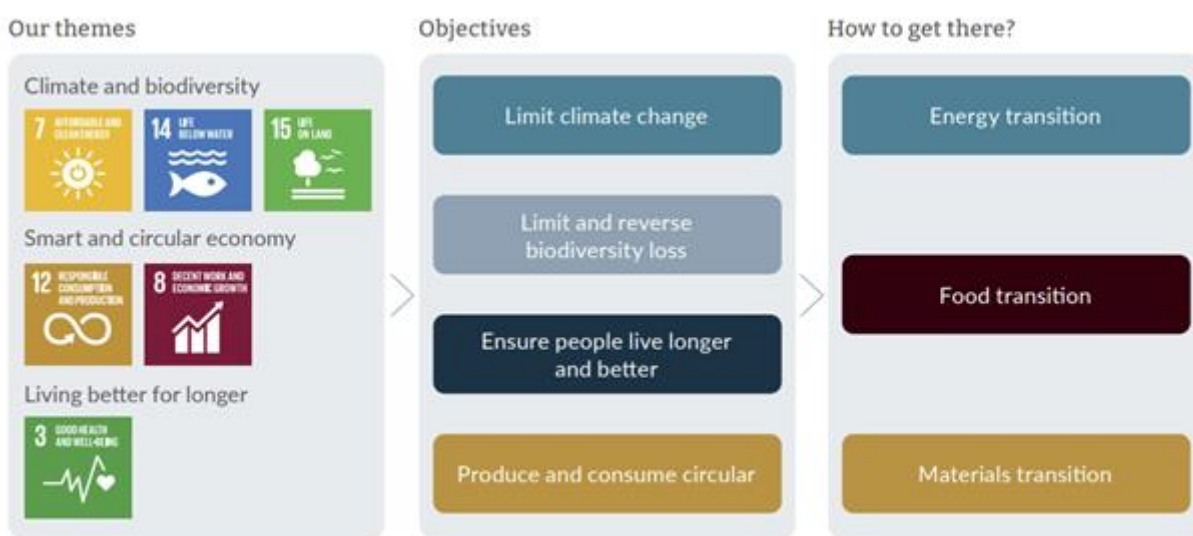 Our themes
Climate and biodiversity
7 AFFORDABLE AND
CLEAN ENERGY
14 LIFE
BELOW WATER
15 LIFE
ON LAND
Smart and circular economy
12 RESPONSIBLE
CONSUMPTION
AND PRODUCTION
8 DECENT WORK AND
ECONOMIC GROWTH
Living better for longer
3 GOOD HEALTH
AND WELL-BEING
Objectives
Limit climate change
Limit and reverse
biodiversity loss
Ensure people live longer
and better
Produce and consume circular
How to get there?
Energy transition
Food transition
Materials transition